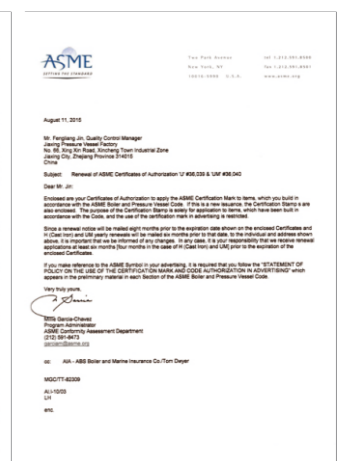 ASME
SETTING THE STANDARD
Two Park Avenue
New York, NY
10016-5990 U.S.A.
tel 1.212.591.8500
fax 1.212.591.8501
www.asme.org
August 11, 2015
Mr. Fengliang Jin, Quality Control Manager
Jiaxing Pressure Vessel Factory
No. 66, Xing Xin Road, Xincheng Town Industrial Zone
Jiaxing City, Zhejiang Province 314015
China
Subject: Renewal of ASME Certificates of Authorization 'U' #36,039 & 'UM' #36,040
Dear Mr. Jin:
Enclosed are your Certificates of Authorization to apply the ASME Certification Mark to items, which you build in
accordance with the ASME Boiler and Pressure Vessel Code. If this is a new issuance, the Certification Stamp is are
also enclosed. The purpose of the Certification Stamp is solely for application to items, which have been built in
accordance with the Code, and the use of the certification mark in advertising is restricted.
Since a renewal notice will be mailed eight months prior to the expiration date shown on the enclosed Certificates and
H (Cast Iron) and UM yearly renewals will be mailed six months prior to that date, to the individual and address shown
above, it is important that we be informed of any changes. In any case, it is your responsibility that we receive renewal
applications at least six months [four months in the case of H (Cast Iron) and UM] prior to the expiration of the
enclosed Certificates.
If you make reference to the ASME Symbol in your advertising, it is required that you follow the "STATEMENT OF
POLICY ON THE USE OF THE CERTIFICATION MARK AND CODE AUTHORIZATION IN ADVERTISING" which
appears in the preliminary material in each Section of the ASME Boiler and Pressure Vessel Code.
Very truly yours,
Garcia-Chavez
Program Administrator
ASME Conformity Assessment Department
(212) 591-8473
cc: AIA - ABS Boiler and Marine Insurance Co./Tom Dwyer
MGC/TT-82309
LH
enc.